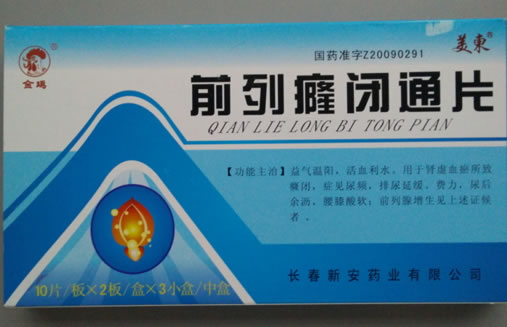 美東®
国药准字Z20090291
金鸡
前列癃闭通片
QIAN LIE LONG BI TONG PIAN
【功能主治】益气温阳，活血利水。用于肾虚血瘀所致
癃闭，症见尿频，排尿延缓、费力，尿后
余沥，腰膝酸软；前列腺增生见上述证候
者。
10片/板×2板/盒×3小盒/中盒
长春新安药业有限公司